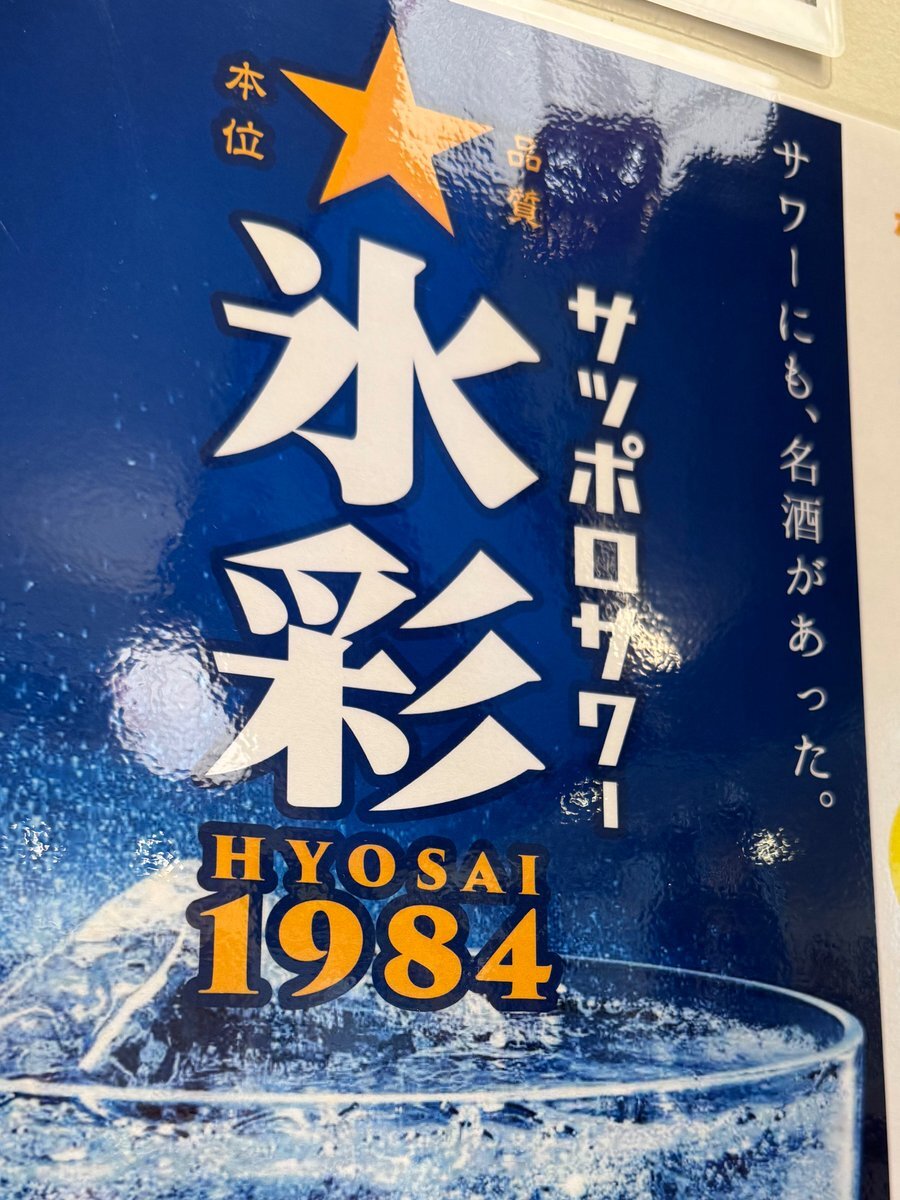 サワーにも、名酒があった。
品質
本位
サッポロサワー
氷彩
HYOSAI
1984